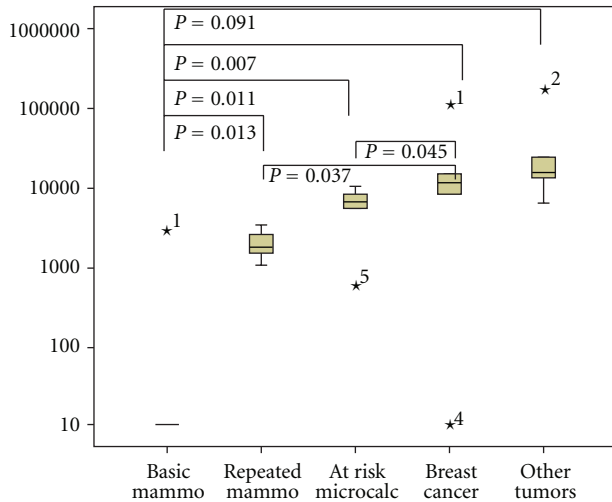 1000000
100000
10000
1000
100
10
P = 0.091
P = 0.007
P = 0.011
P = 0.013
P = 0.045
P = 0.037
1
5
1
4
2
Basic mammo
Repeated mammo
At risk microcalc
Breast cancer
Other tumors